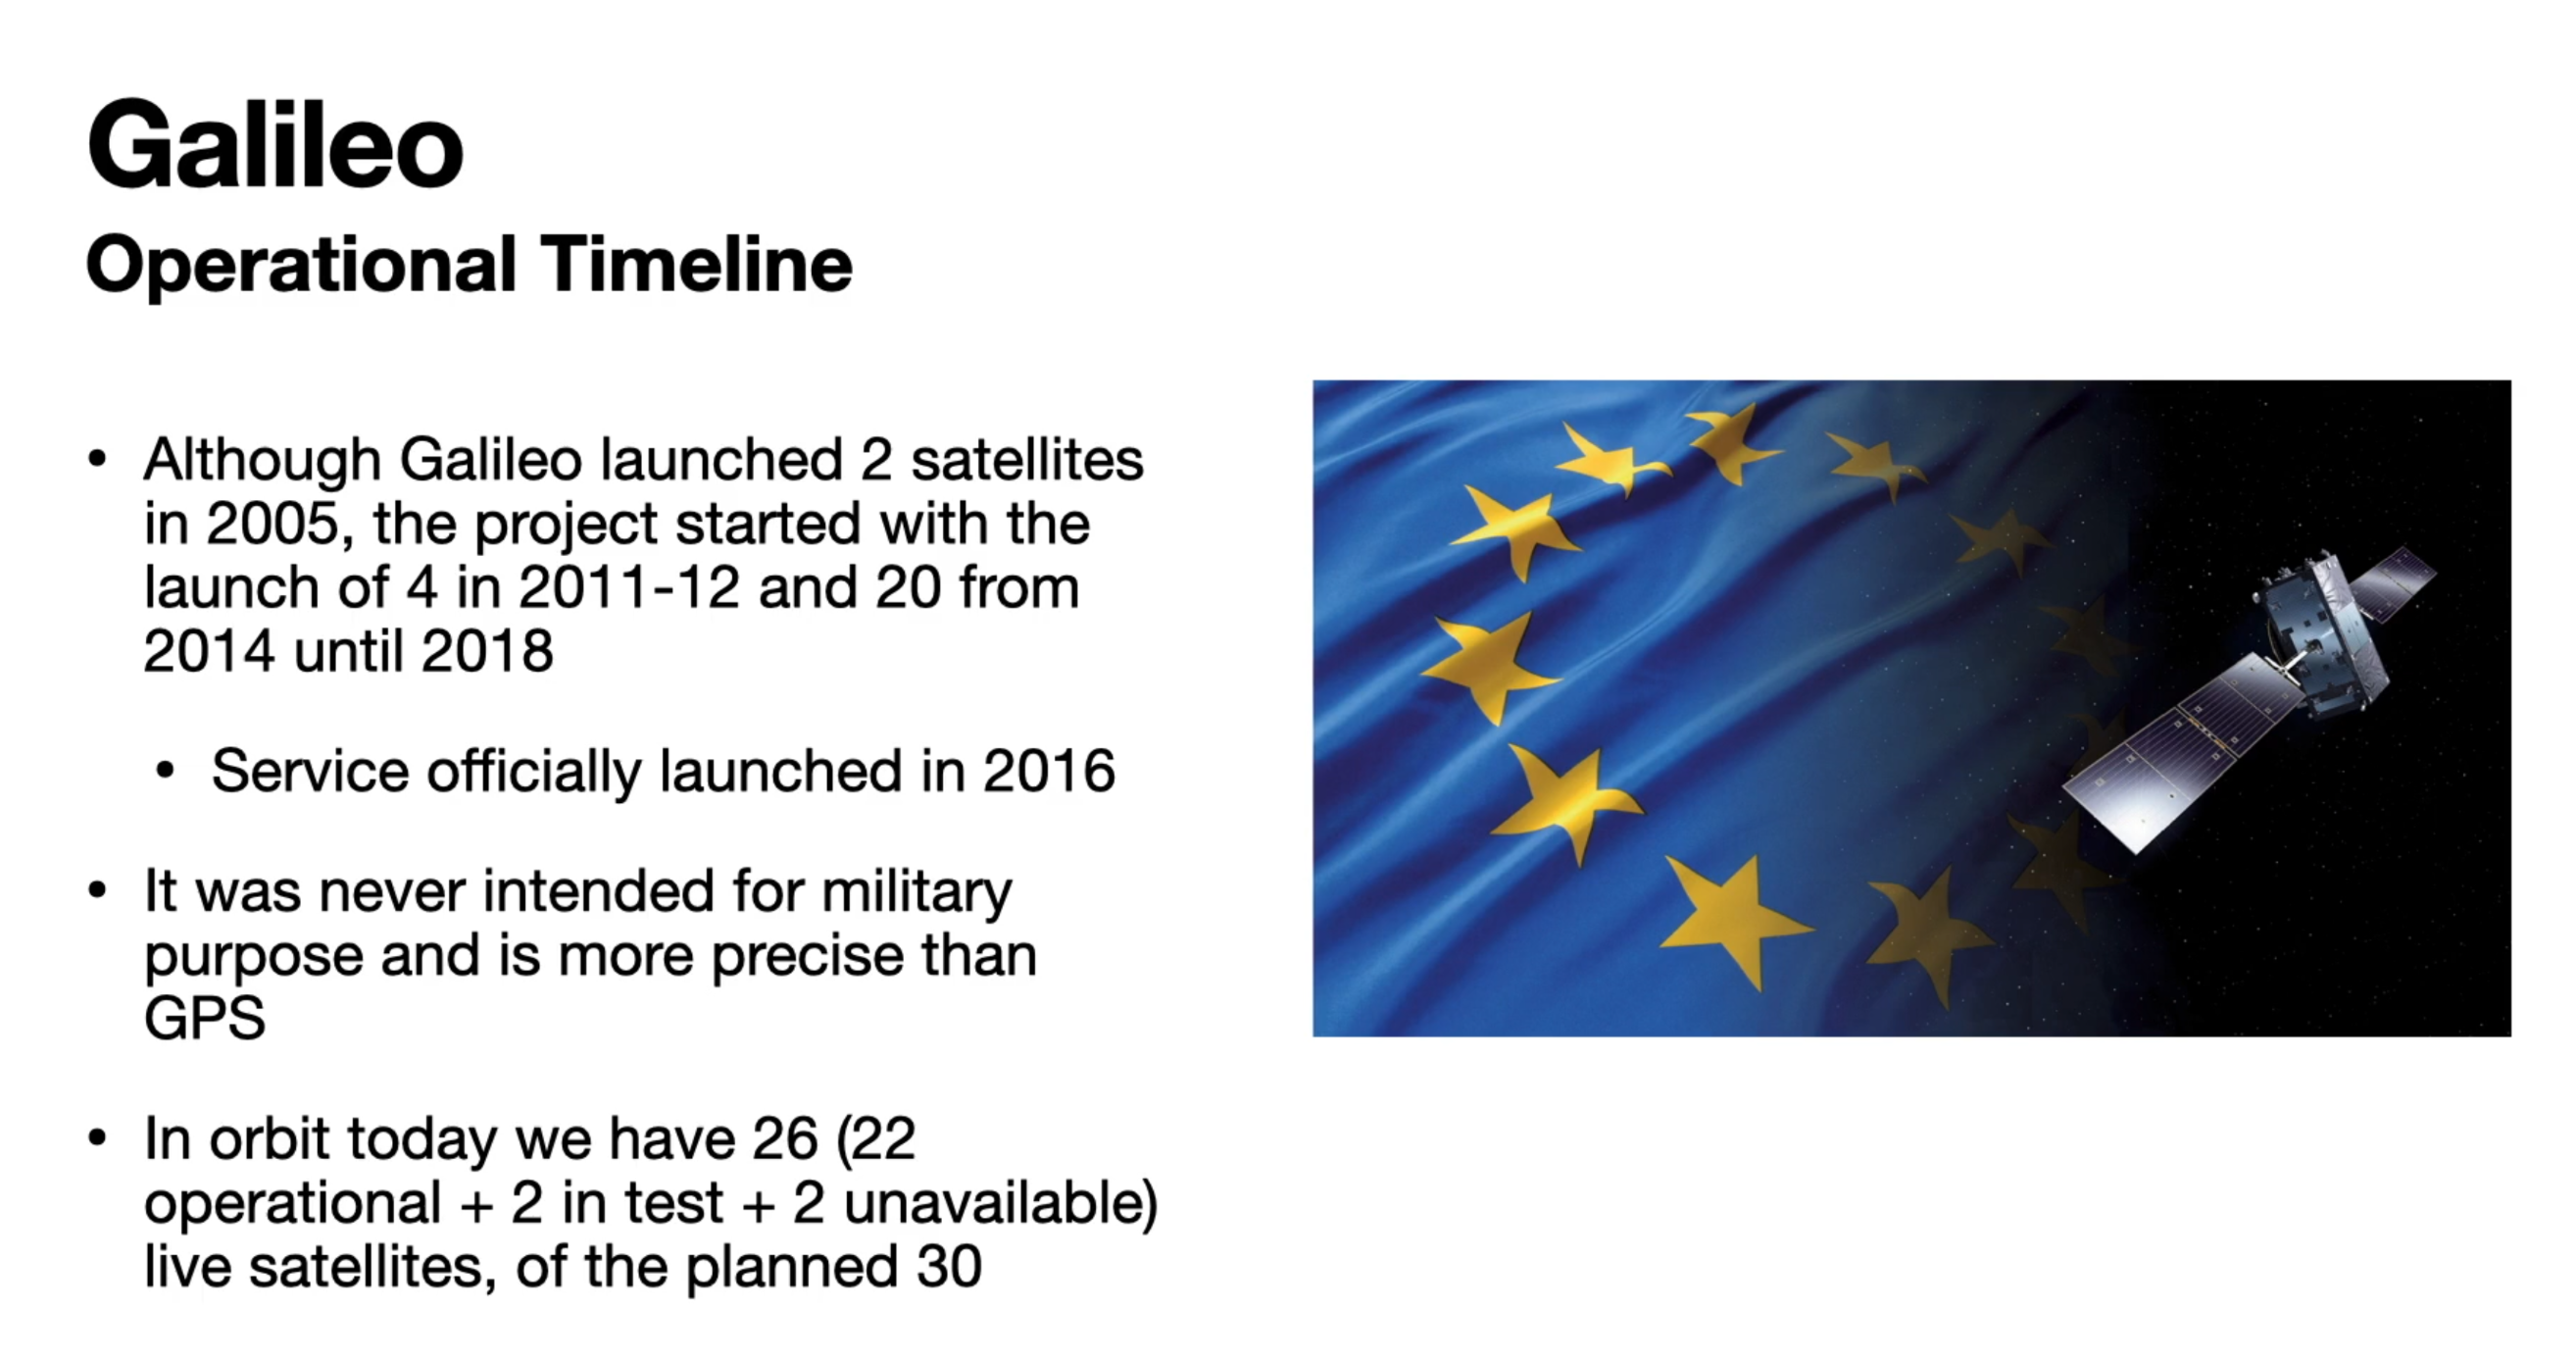 Galileo
Operational Timeline
• Although Galileo launched 2 satellites
in 2005, the project started with the
launch of 4 in 2011-12 and 20 from
2014 until 2018
• Service officially launched in 2016
• It was never intended for military
purpose and is more precise than
GPS
• In orbit today we have 26 (22
operational + 2 in test + 2 unavailable)
live satellites, of the planned 30